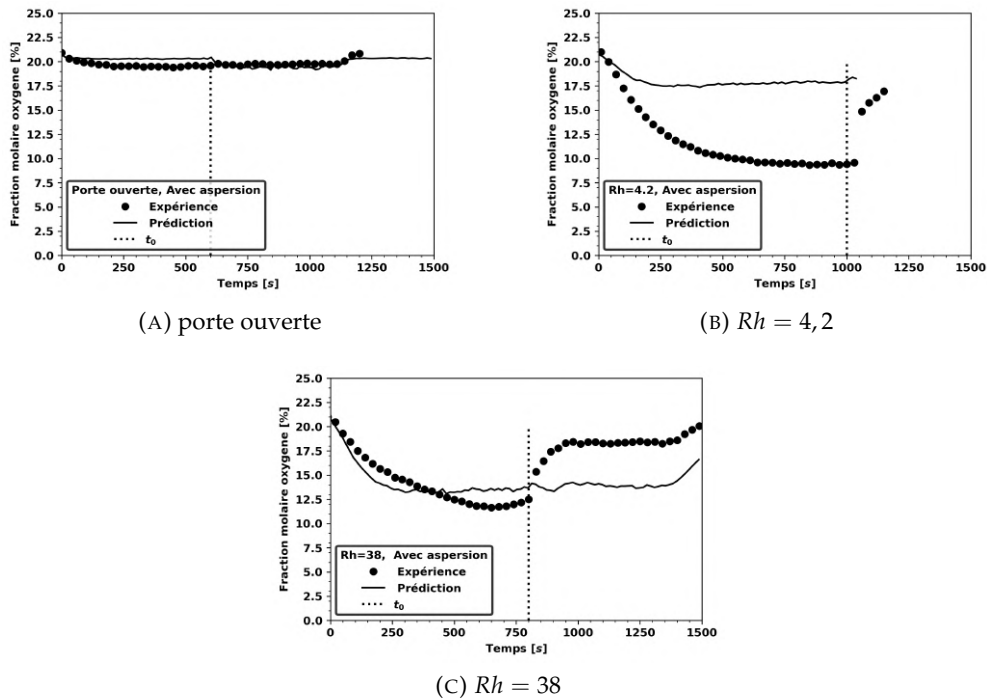 25.0
22.5
20.0
17.5
15.0
12.5
10.0
7.5
5.0
2.5
0.0
Fraction molaire oxygene [%]
Porte ouverte, Avec aspersion
Expérience
Prédiction
t₀
0 250 500 750 1000 1250 1500
Temps [s]
(A) porte ouverte
25.0
22.5
20.0
17.5
15.0
12.5
10.0
7.5
5.0
2.5
0.0
Fraction molaire oxygene [%]
Rh=4.2, Avec aspersion
Expérience
Prédiction
t₀
0 250 500 750 1000 1250 1500
Temps [s]
(B) Rh = 4, 2
25.0
22.5
20.0
17.5
15.0
12.5
10.0
7.5
5.0
2.5
0.0
Fraction molaire oxygene [%]
Rh=38, Avec aspersion
Expérience
Prédiction
t₀
0 250 500 750 1000 1250 1500
Temps [s]
(C) Rh = 38